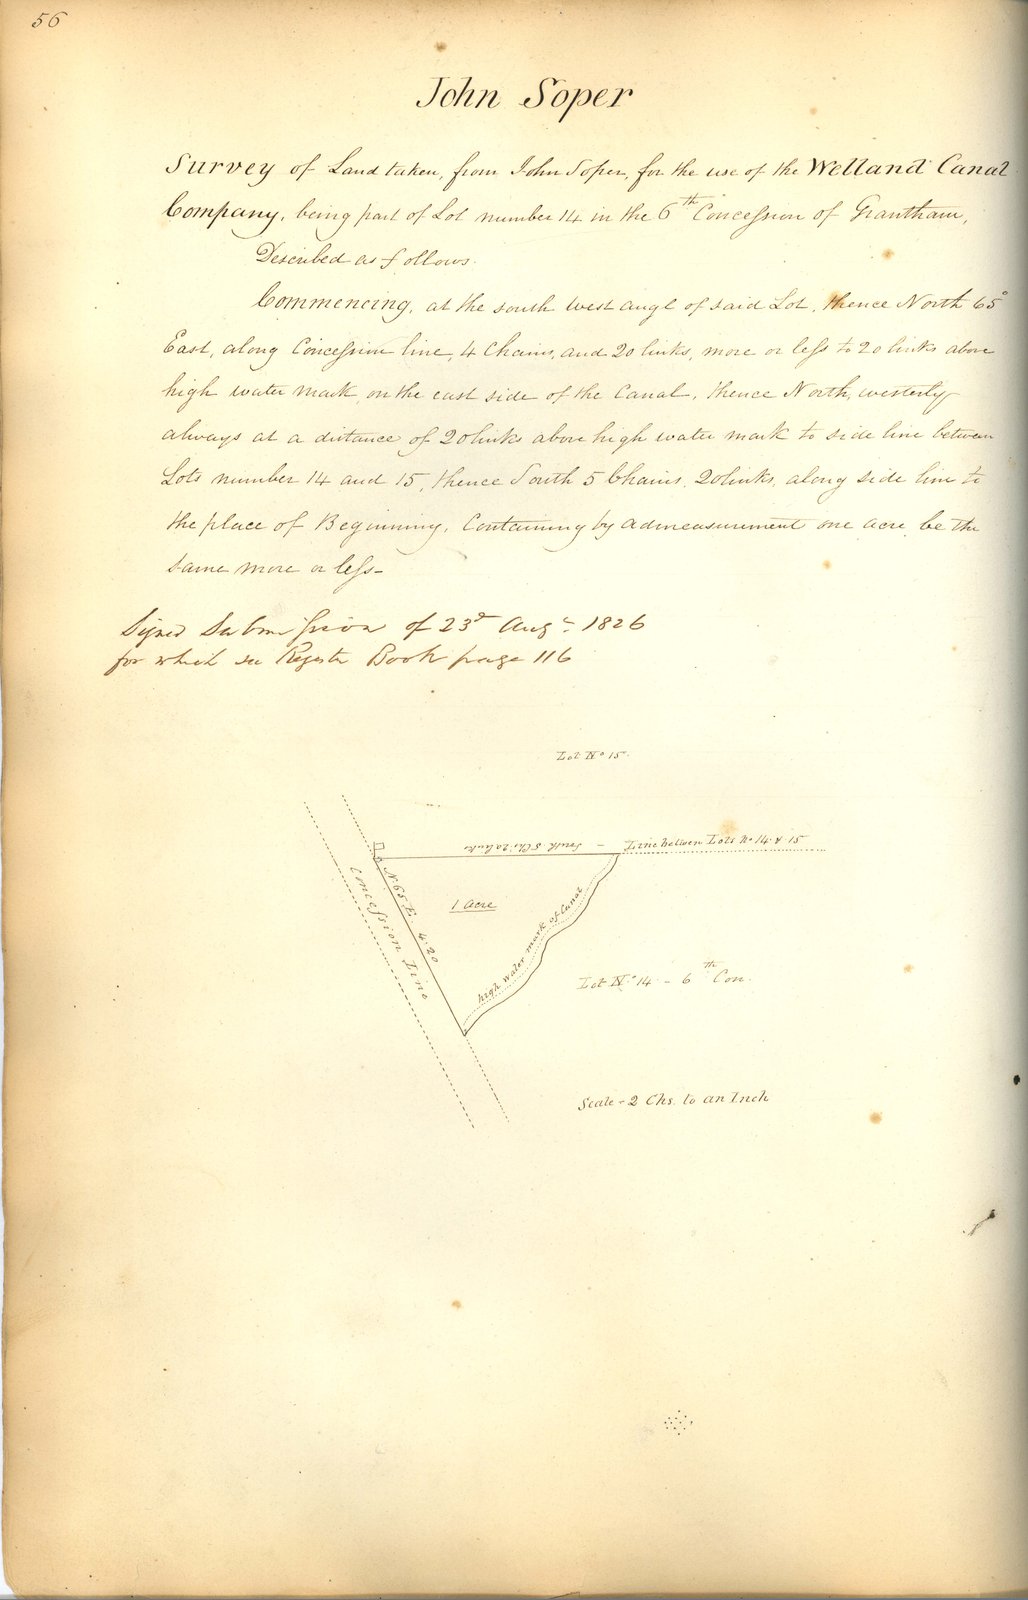 56
John Soper
Survey of Land taken, from John Soper, for the use of the Welland Canal
Company, being part of Lot number 14 in the 6th Concession of Grantham,
Described as follows.
Commencing, at the south west angl of said Lot, thence North 65°
East, along Concession line, 4 Chains, and 20 links, more or less to 20 links above
high water mark, on the east side of the Canal, thence North, westerly
always at a distance of 20 links above high water mark to side line between
Lots number 14 and 15, thence South 5 Chains, 20 links, along side line to
the place of Beginning, Containing by admeasurement one acre, be the
same more or less-
Signed Submission of 23d Augt 1826
for which see Register Book page 116
Lot No 15.
South 5 Chs 20 links - Line between Lots No 14 & 15
N 65 E. 4.20
Concession Line
1 acre
high Water mark of Canal
Lot No 14 - 6th Con.
Scale - 2 Chs. to an Inch